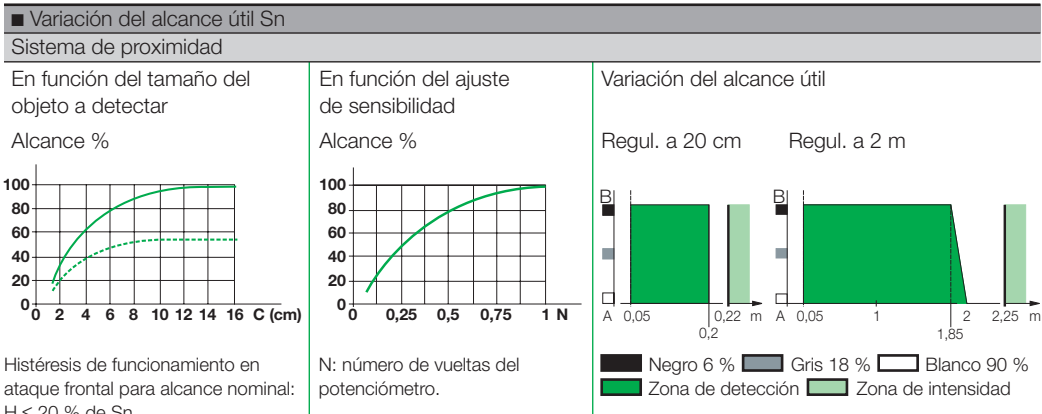 ■ Variación del alcance útil Sn
Sistema de proximidad
En función del tamaño del
objeto a detectar
Alcance %
100
80
60
40
20
0
0 2 4 6 8 10 12 14 16 C (cm)
Histéresis de funcionamiento en
ataque frontal para alcance nominal:
H ≤ 20 % de Sn
En función del ajuste
de sensibilidad
Alcance %
100
80
60
40
20
0
0 0,25 0,5 0,75 1 N
N: número de vueltas del
potenciómetro.
Variación del alcance útil
Regul. a 20 cm Regul. a 2 m
B
A 0,05 0,22 m
0,2
B
A 0,05 1 2 2,25 m
1,85
Negro 6 % Gris 18 % Blanco 90 %
Zona de detección Zona de intensidad